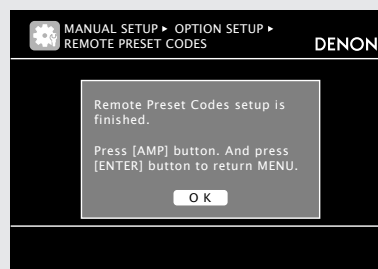 MANUAL SETUP ▸ OPTION SETUP ▸
REMOTE PRESET CODES
DENON
Remote Preset Codes setup is
finished.
Press [AMP] button. And press
[ENTER] button to return MENU.
OK